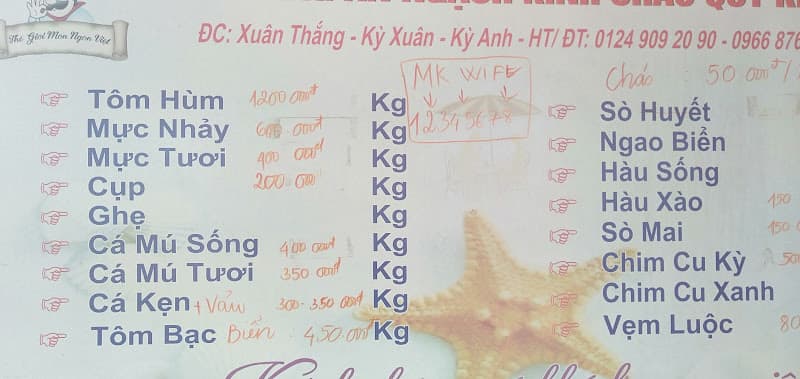 Thế Giới Món Ngon Việt
ĐC: Xuân Thắng - Kỳ Xuân - Kỳ Anh - HT/ ĐT: 0124 909 20 90 - 0966 876
MK WIFE
12345678
Cháo : 50 000đ/
Tôm Hùm 1200 000đ Kg
Mực Nhảy 600 000đ Kg
Mực Tươi 400 000đ Kg
Cụp 200.000 Kg
Ghẹ Kg
Cá Mú Sống 400 000đ Kg
Cá Mú Tươi 350 000đ Kg
Cá Kẹn + Vẩu 300-350 000đ Kg
Tôm Bạc Biển : 450.000đ Kg
Sò Huyết
Ngao Biển
Hàu Sống
Hàu Xào 150
Sò Mai 150
Chim Cu Kỳ
Chim Cu Xanh
Vẹm Luộc 80